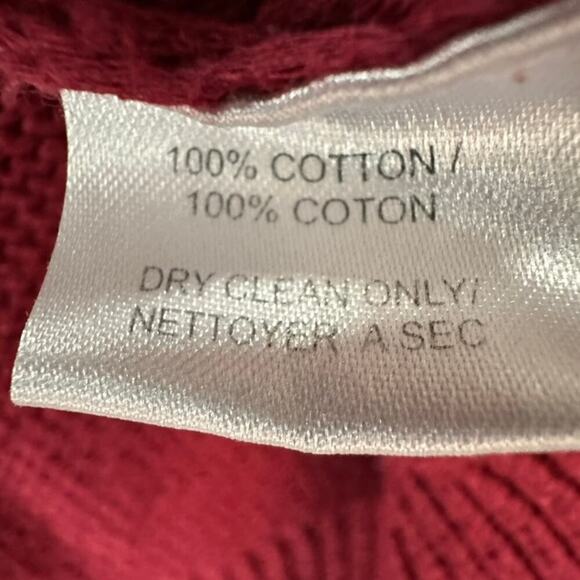 100% COTTON /
100% COTON
DRY CLEAN ONLY/
NETTOYER A SEC